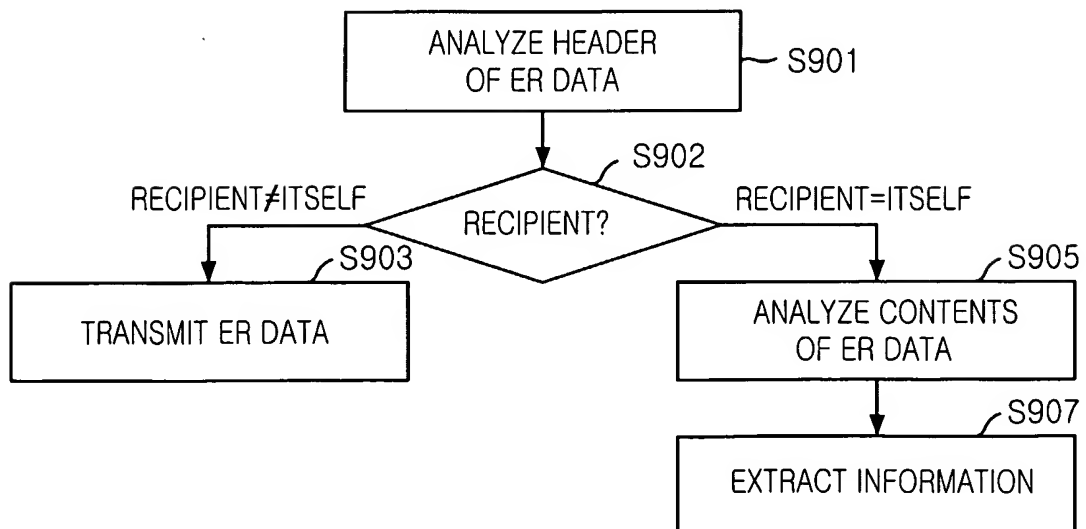 ANALYZE HEADER
OF ER DATA
S901
S902
RECIPIENT≠ITSELF
RECIPIENT?
RECIPIENT=ITSELF
S903
TRANSMIT ER DATA
S905
ANALYZE CONTENTS
OF ER DATA
S907
EXTRACT INFORMATION